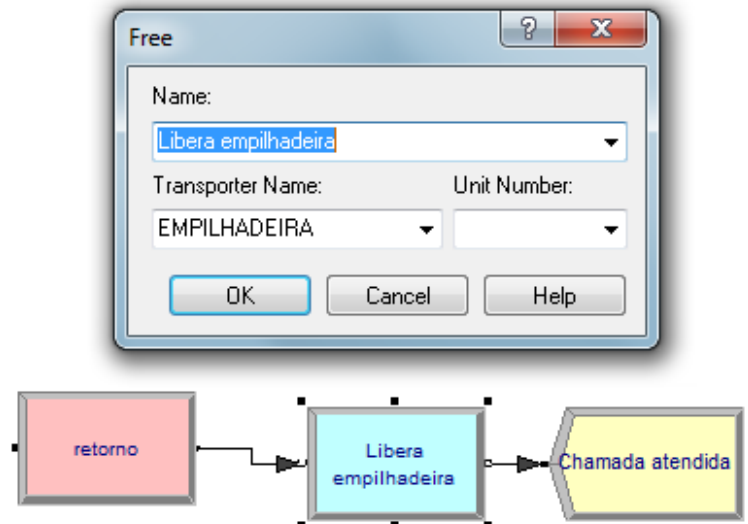 Free
?
X
Name:
Libera empilhadeira
Transporter Name: Unit Number:
EMPILHADEIRA
OK Cancel Help
retorno
Libera
empilhadeira
Chamada atendida